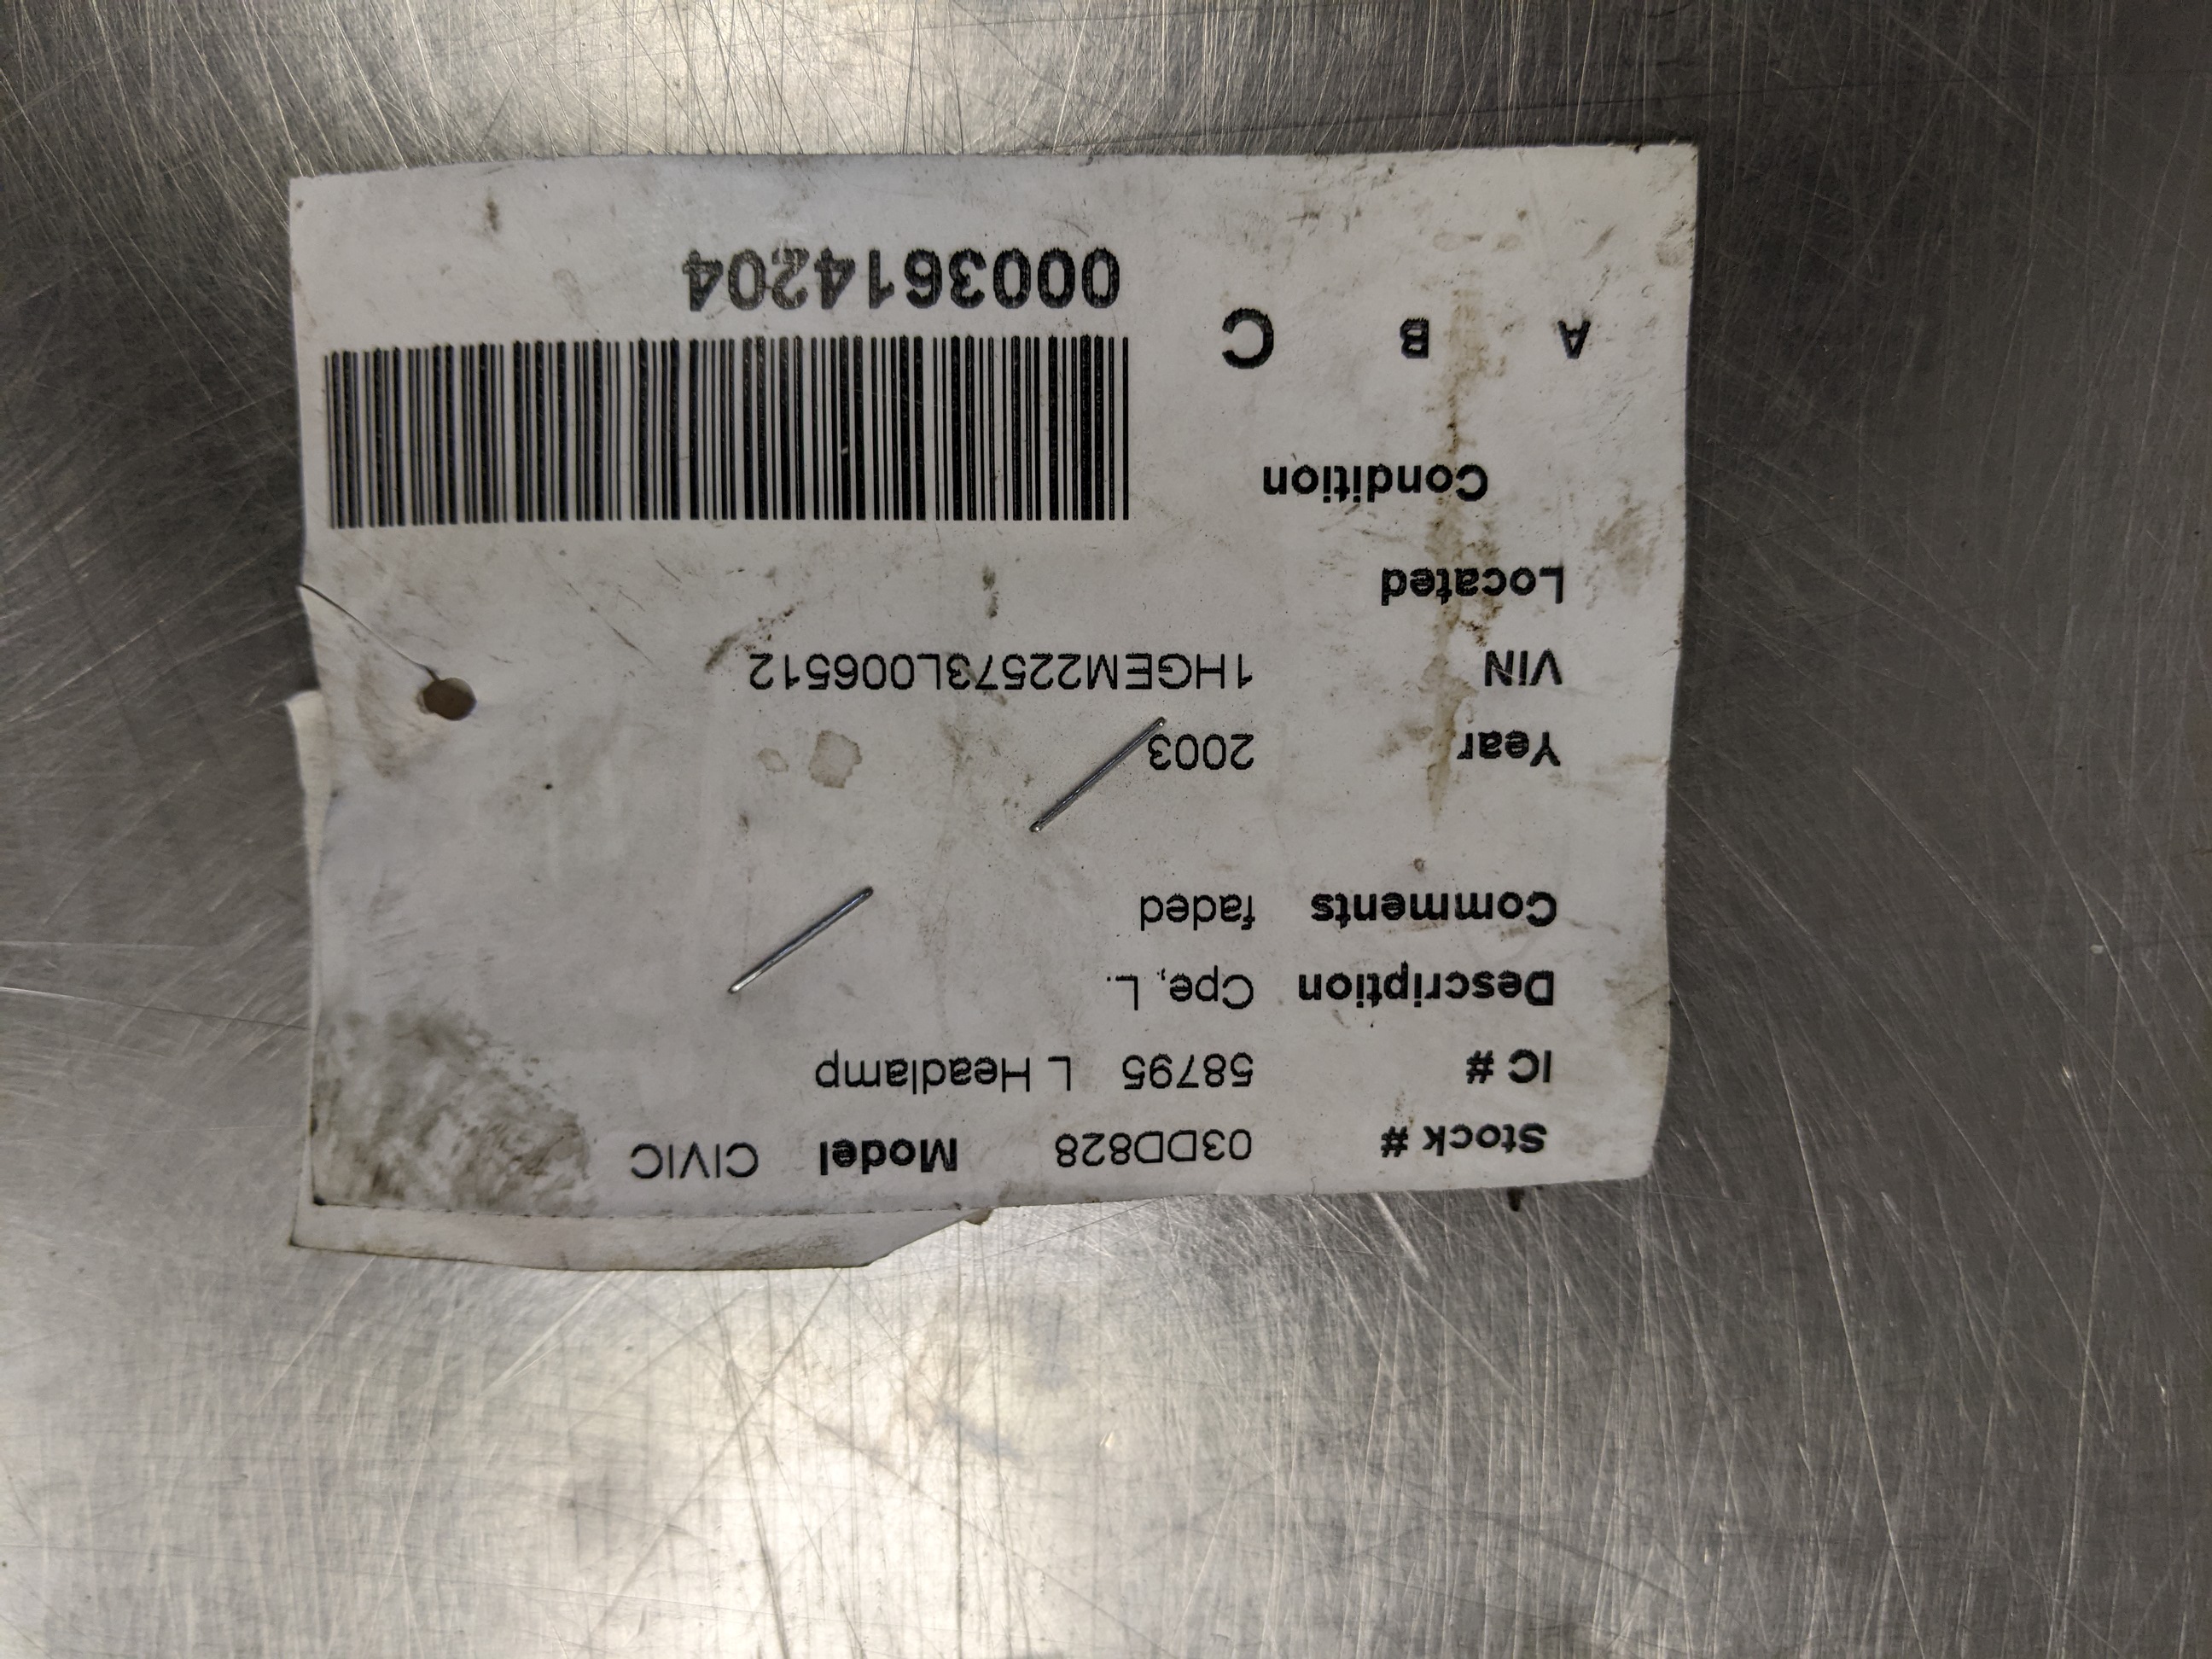 Stock # 03DD828 Model CIVIC
IC # 58795 L Headlamp
Description Cpe, L.
Comments faded
Year 2003
VIN 1HGEM22573L006512
Located
Condition
A B C
0003614204